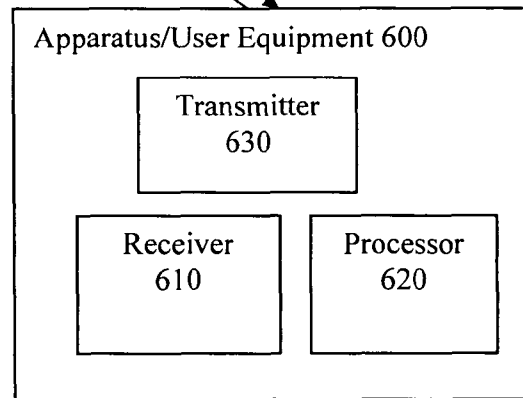 Apparatus/User Equipment 600
Transmitter
630
Receiver
610
Processor
620